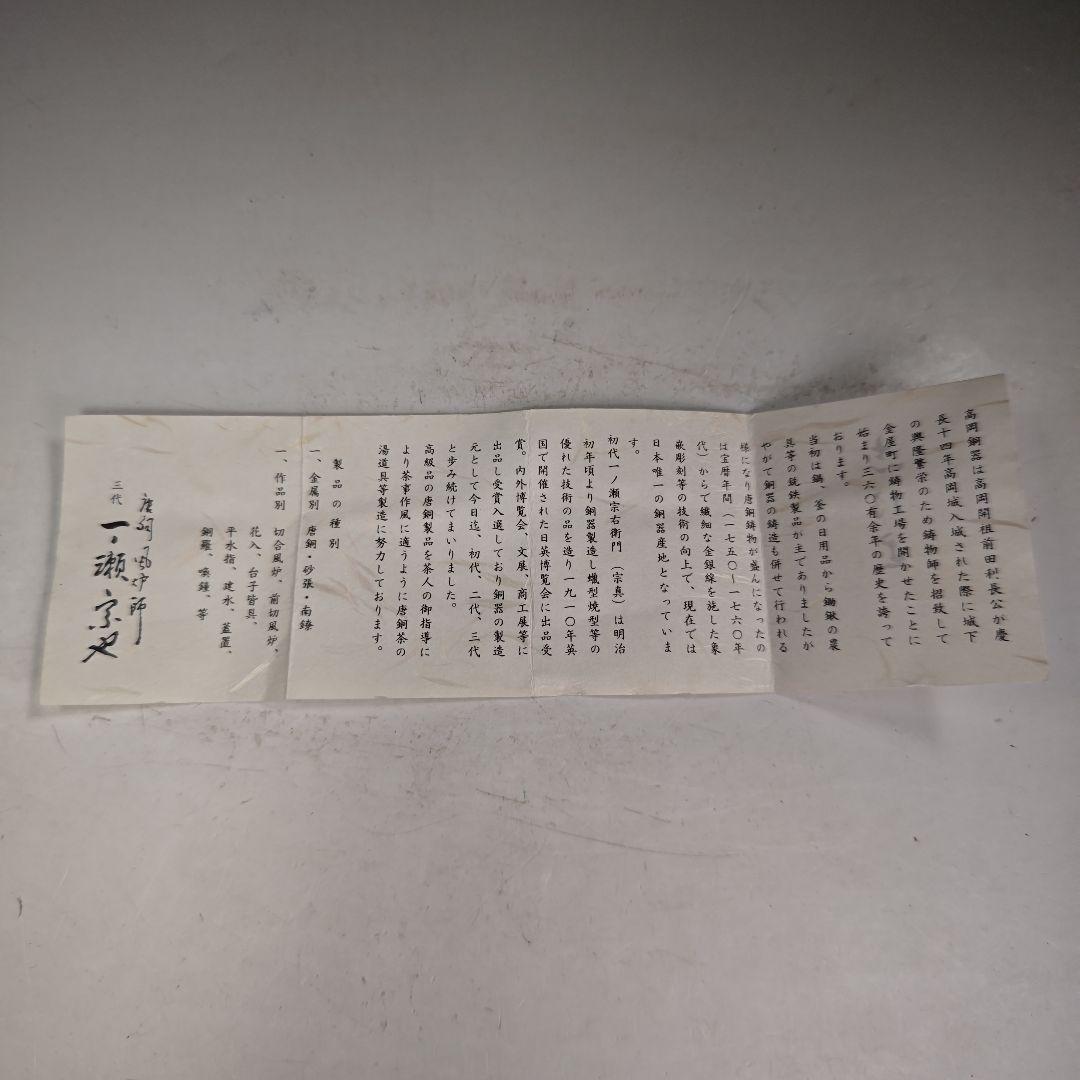 高岡銅器は高岡開祖前田利長公が慶
長十四年高岡城入城された際に城下
の興隆繁栄のため鋳物師を招致して
金屋町に鋳物工場を開かせたことに
始まり三六〇有余年の歴史を誇って
おります。
当初は鍋、釜の日用品から鋤鍬の農
具等の銑鉄製品が主でありましたが
やがて銅器の鋳造も併せて行われる
様になり唐銅鋳物が盛んになったの
は宝暦年間(一七五〇〜一七六〇年
代)からで繊細な金銀線を施した象
嵌彫刻等の技術の向上で、現在では
日本唯一の銅器産地となっていま
す。
初代一ノ瀬宗右衛門(宗真)は明治
初年頃より銅器製造し蠟型焼型等の
優れた技術の品を造り一九一〇年英
国で開催された日英博覧会に出品受
賞。内外博覧会、文展、商工展等に
出品し受賞入選しており銅器の製造
元として今日迄、初代、二代、三代
と歩み続けてまいりました。
高級品の唐銅製品を茶人の御指導に
より茶事作風に適うように唐銅茶の
湯道具等製造に努力しております。
製品の種別
一、金属別 唐銅・砂張・南鐐
一、作品別 切合風炉、前切風炉、
花入、台子皆具、
平水指、建水、蓋置、
銅羅、喚鐘、等
唐銅風炉師
三代 一ノ瀬宗也